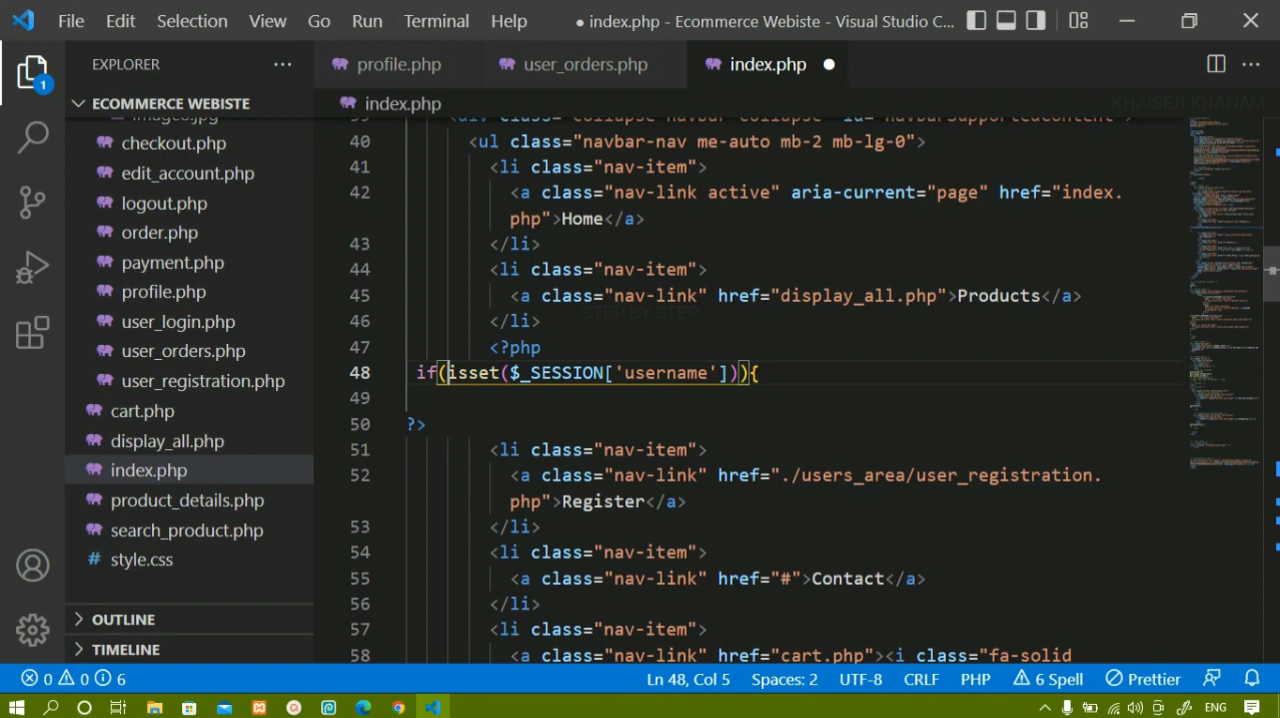 File Edit Selection View Go Run Terminal Help ● index.php - Ecommerce Webiste - Visual Studio C...
EXPLORER
profile.php user_orders.php index.php
ECOMMERCE WEBISTE
index.php
KHAISER KHANAM
checkout.php
edit_account.php
logout.php
order.php
payment.php
profile.php
user_login.php
user_orders.php
user_registration.php
cart.php
display_all.php
index.php
product_details.php
search_product.php
# style.css
OUTLINE
TIMELINE
40 <ul class="navbar-nav me-auto mb-2 mb-lg-0">
41 <li class="nav-item">
42 <a class="nav-link active" aria-current="page" href="index.
php">Home</a>
43 </li>
44 <li class="nav-item">
45 <a class="nav-link" href="display_all.php">Products</a>
STEP BY STEP
46 </li>
47 <?php
48 if(isset($_SESSION['username'])){
49
50 ?>
51 <li class="nav-item">
52 <a class="nav-link" href="./users_area/user_registration.
php">Register</a>
53 </li>
54 <li class="nav-item">
55 <a class="nav-link" href="#">Contact</a>
56 </li>
57 <li class="nav-item">
58 <a class="nav-link" href="cart.php"><i class="fa-solid
0 0 6 Ln 48, Col 5 Spaces: 2 UTF-8 CRLF PHP 6 Spell Prettier
ENG